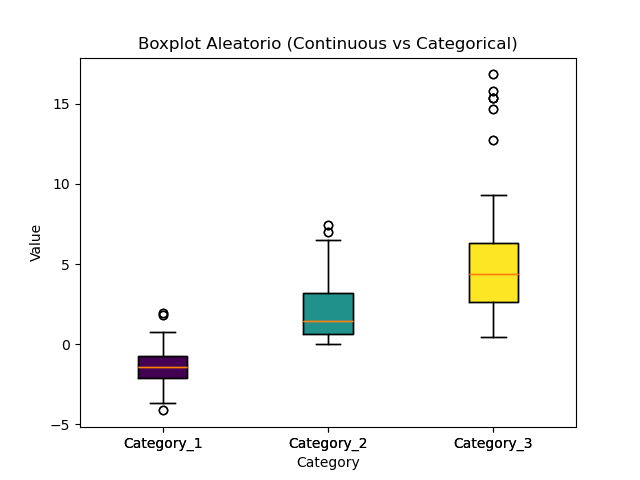 Boxplot Aleatorio (Continuous vs Categorical)
Value
15
10
5
0
−5
Category_1
Category_2
Category_3
Category